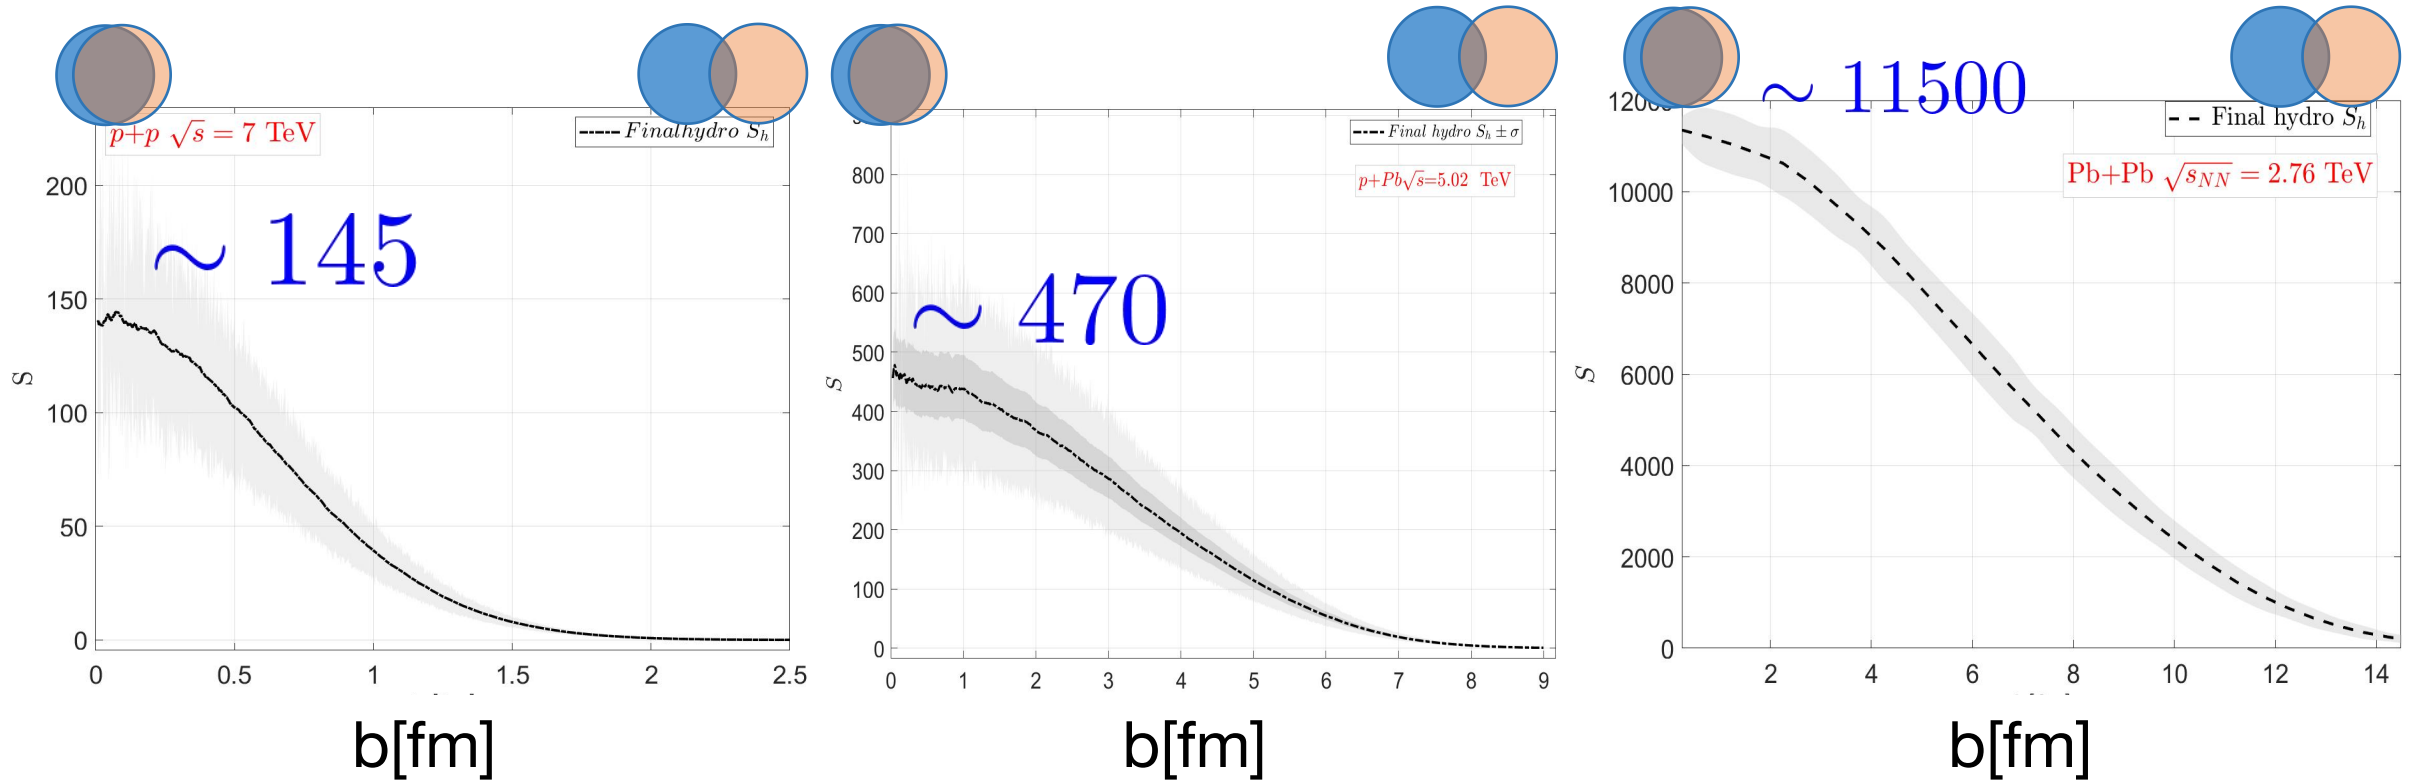 p+p √s = 7 TeV
Finalhydro S_h
~ 145
200
150
100
50
0
S
0 0.5 1 1.5 2 2.5
b[fm]
Final hydro S_h ± σ
p+Pb√s=5.02 TeV
~ 470
800
700
600
500
400
300
200
100
0
S
0 1 2 3 4 5 6 7 8 9
b[fm]
~ 11500
Final hydro S_h
Pb+Pb √s_NN = 2.76 TeV
12000
10000
8000
6000
4000
2000
0
S
2 4 6 8 10 12 14
b[fm]